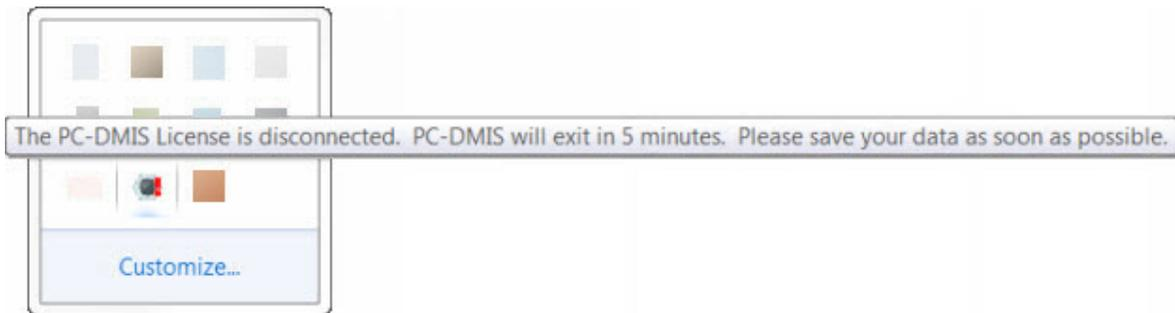 The PC-DMIS License is disconnected.  PC-DMIS will exit in 5 minutes.  Please save your data as soon as possible.
Customize...